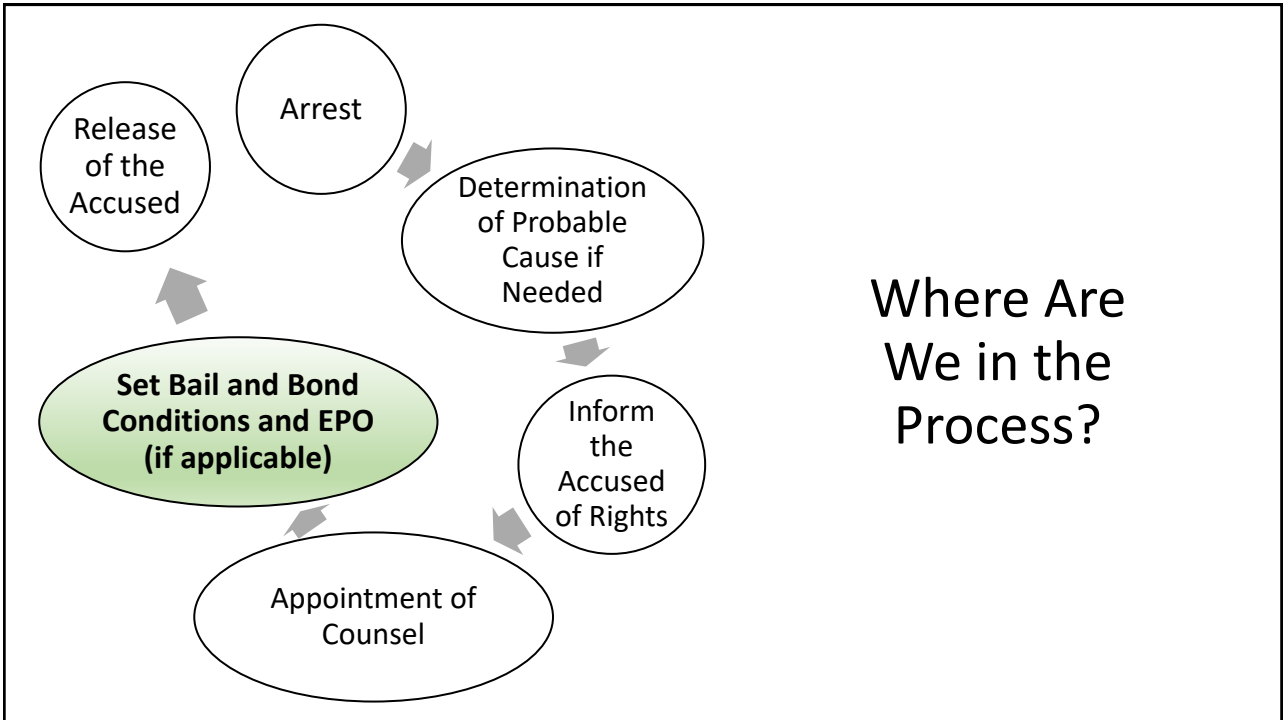 Arrest
Determination
of Probable
Cause if
Needed
Inform
the
Accused
of Rights
Appointment of
Counsel
Set Bail and Bond
Conditions and EPO
(if applicable)
Release
of the
Accused
Where Are
We in the
Process?